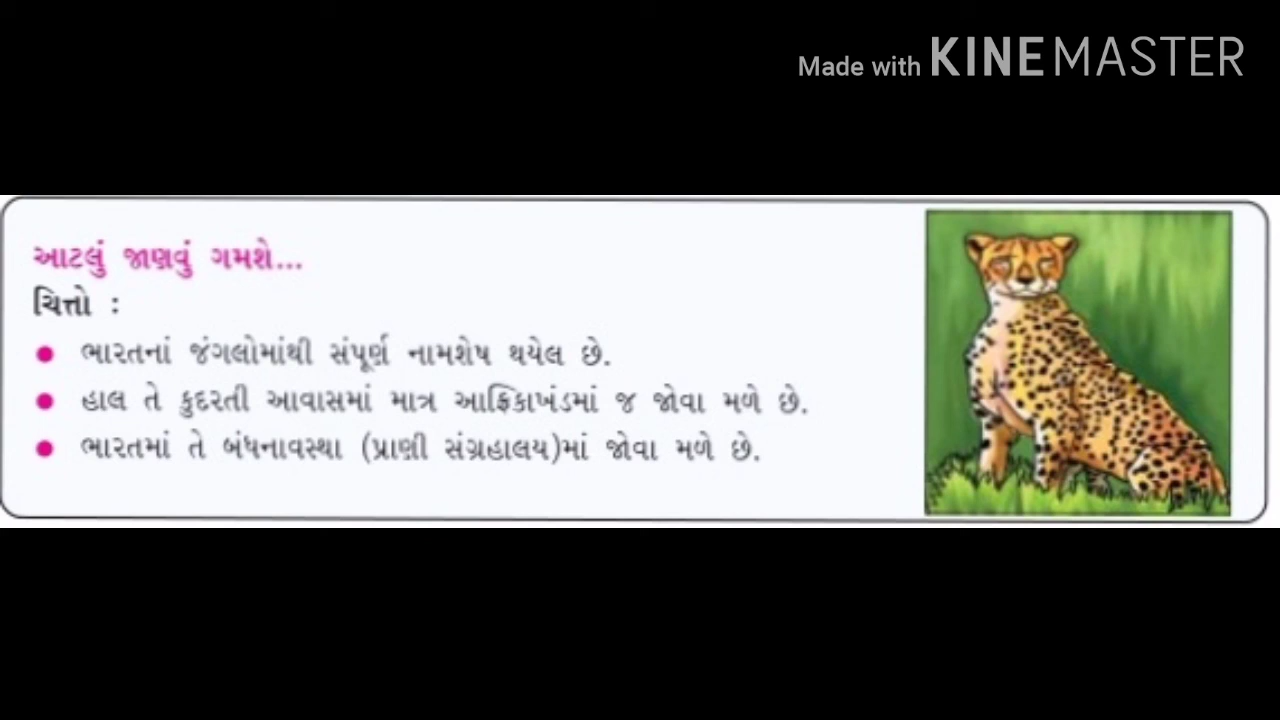 Made with KINEMASTER
આટલું જાણવું ગમશે...
ચિત્તો :
● ભારતનાં જંગલોમાંથી સંપૂર્ણ નામશેષ થયેલ છે.
● હાલ તે કુદરતી આવાસમાં માત્ર આફ્રિકાખંડમાં જ જોવા મળે છે.
● ભારતમાં તે બંધનાવસ્થા (પ્રાણી સંગ્રહાલય)માં જોવા મળે છે.